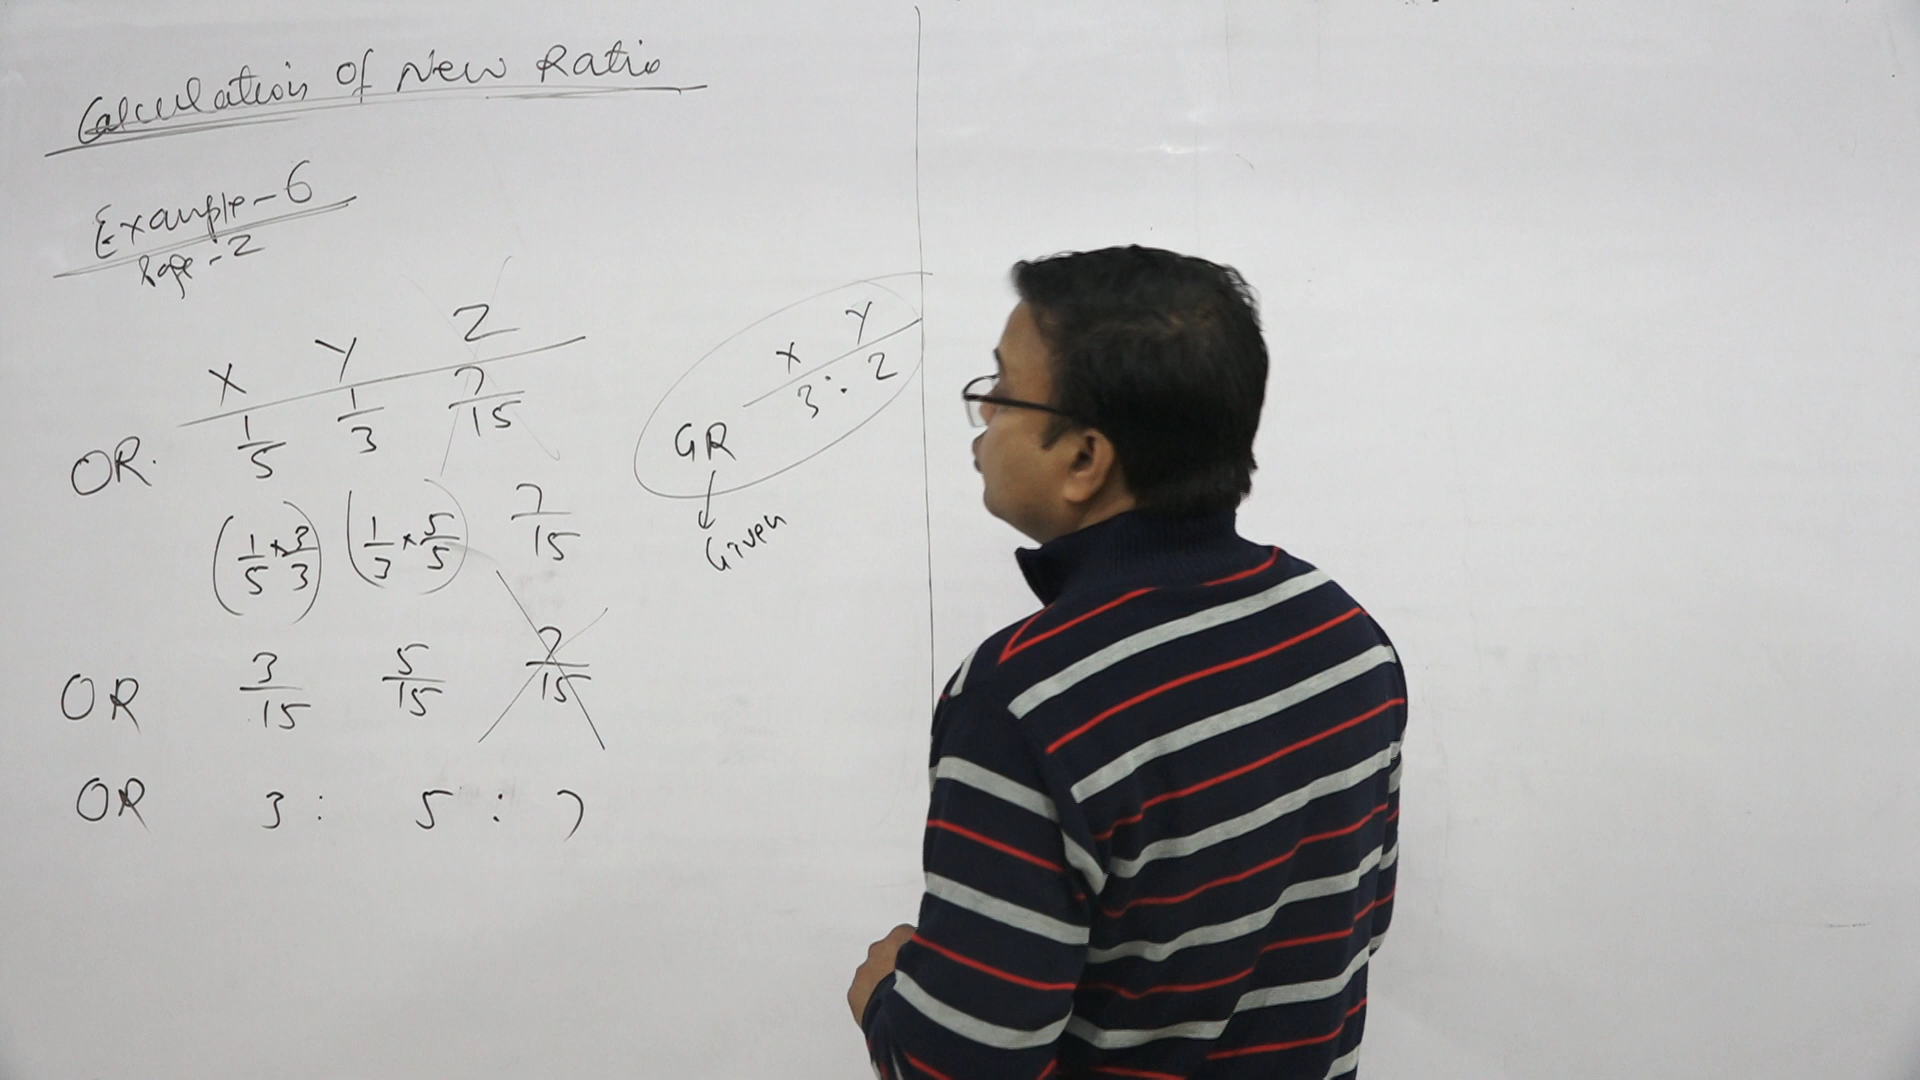 Calculation of New Ratio
Example-6
Page-2
X Y Z
OR. 1/5 1/3 7/15
(1/5 × 3/3) (1/3 × 5/5) 7/15
OR 3/15 5/15 7/15
OR 3 : 5 : 7
X Y
GR 3 : 2
Given